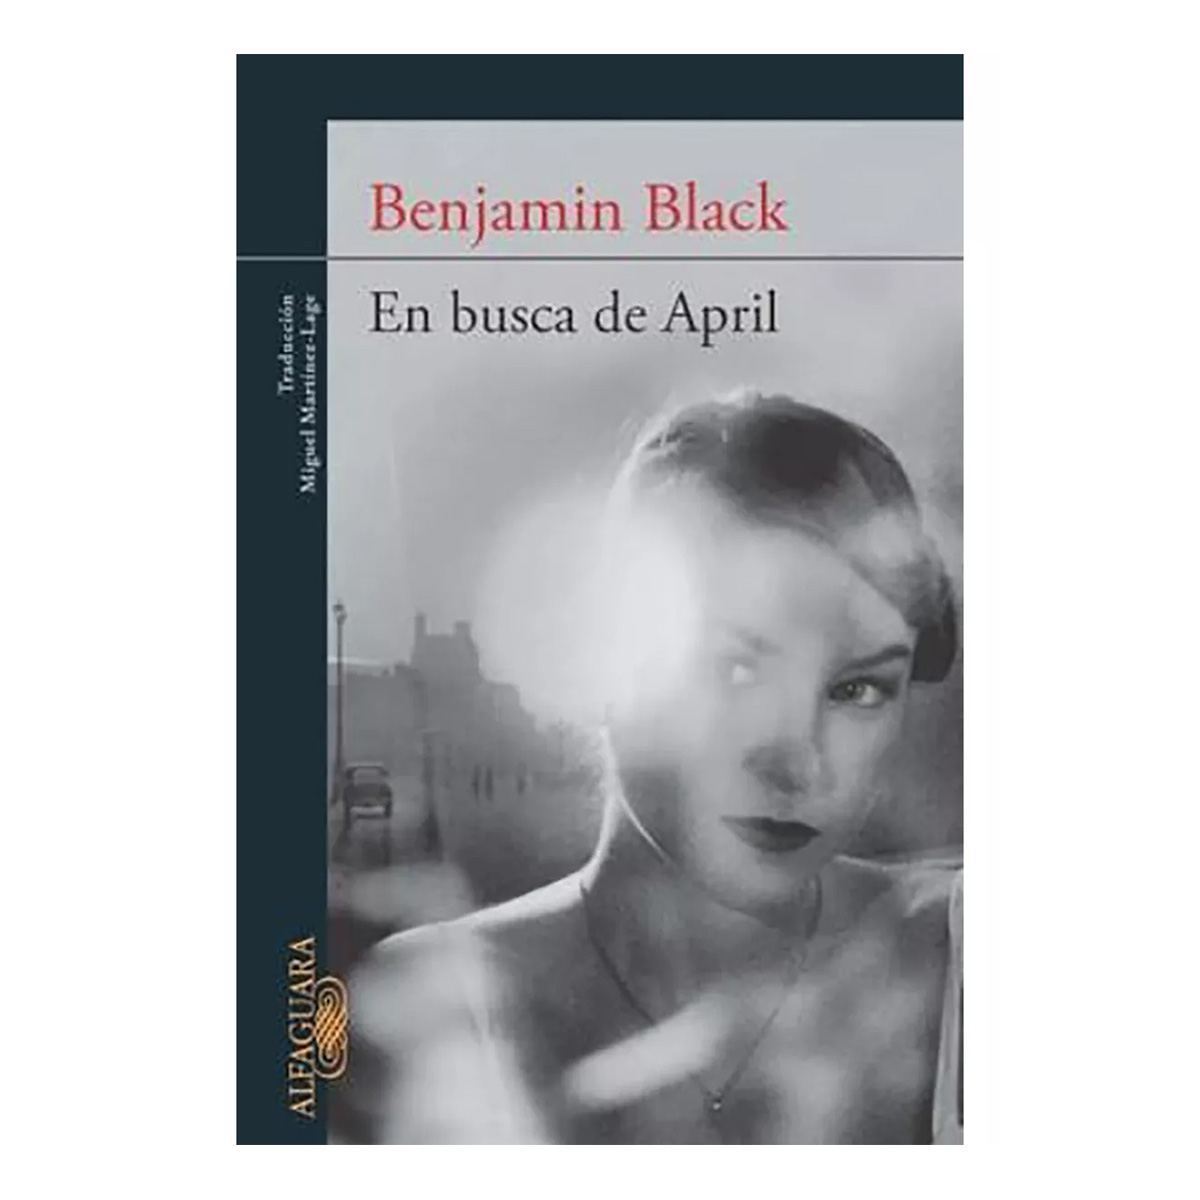 Benjamin Black
En busca de April
Traducción
Miguel Martínez-Lage
ALFAGUARA